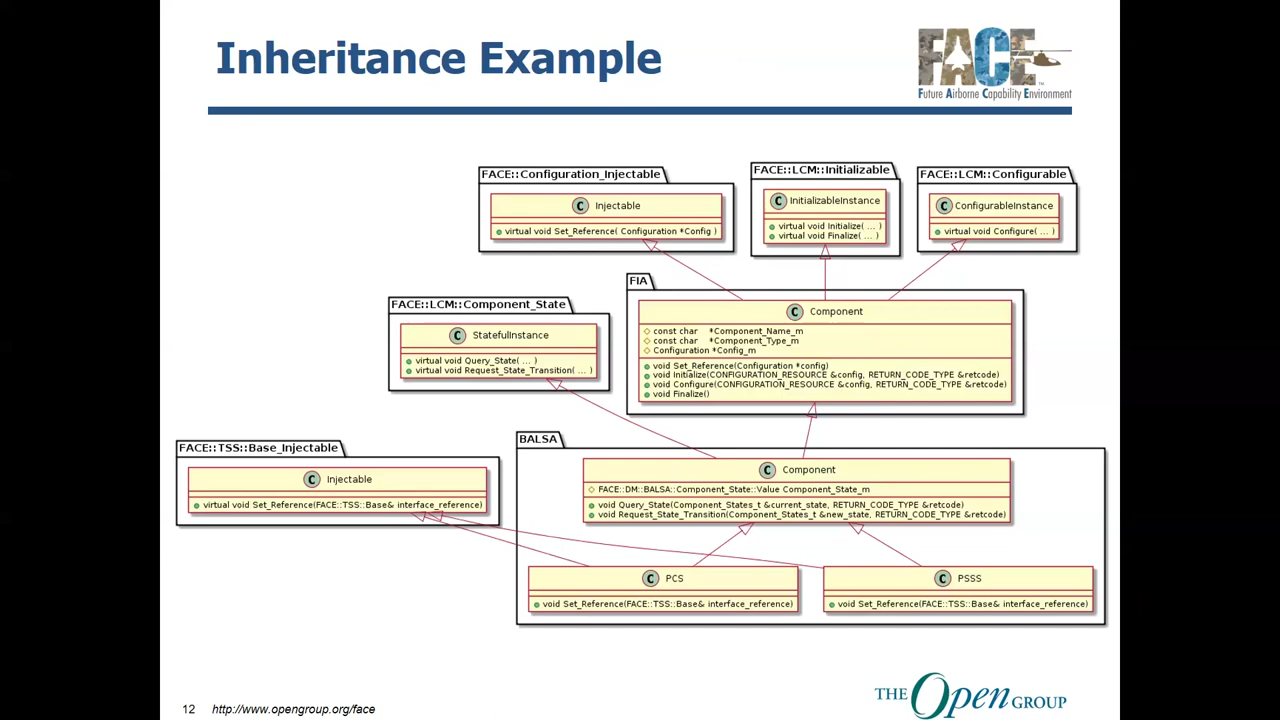 Inheritance Example
FACE
TM
Future Airborne Capability Environment
FACE::Configuration_Injectable
C Injectable
virtual void Set_Reference( Configuration *Config )
FACE::LCM::Initializable
C InitializableInstance
virtual void Initialize( ... )
virtual void Finalize( ... )
FACE::LCM::Configurable
C ConfigurableInstance
virtual void Configure( ... )
FIA
C Component
const char *Component_Name_m
const char *Component_Type_m
Configuration *Config_m
void Set_Reference(Configuration *config)
void Initialize(CONFIGURATION_RESOURCE &config, RETURN_CODE_TYPE &retcode)
void Configure(CONFIGURATION_RESOURCE &config, RETURN_CODE_TYPE &retcode)
void Finalize()
FACE::LCM::Component_State
C StatefulInstance
virtual void Query_State( ... )
virtual void Request_State_Transition( ... )
FACE::TSS::Base_Injectable
C Injectable
virtual void Set_Reference(FACE::TSS::Base& interface_reference)
BALSA
C Component
FACE::DM::BALSA::Component_State::Value Component_State_m
void Query_State(Component_States_t &current_state, RETURN_CODE_TYPE &retcode)
void Request_State_Transition(Component_States_t &new_state, RETURN_CODE_TYPE &retcode)
C PCS
void Set_Reference(FACE::TSS::Base& interface_reference)
C PSSS
void Set_Reference(FACE::TSS::Base& interface_reference)
12 http://www.opengroup.org/face
THE Open GROUP